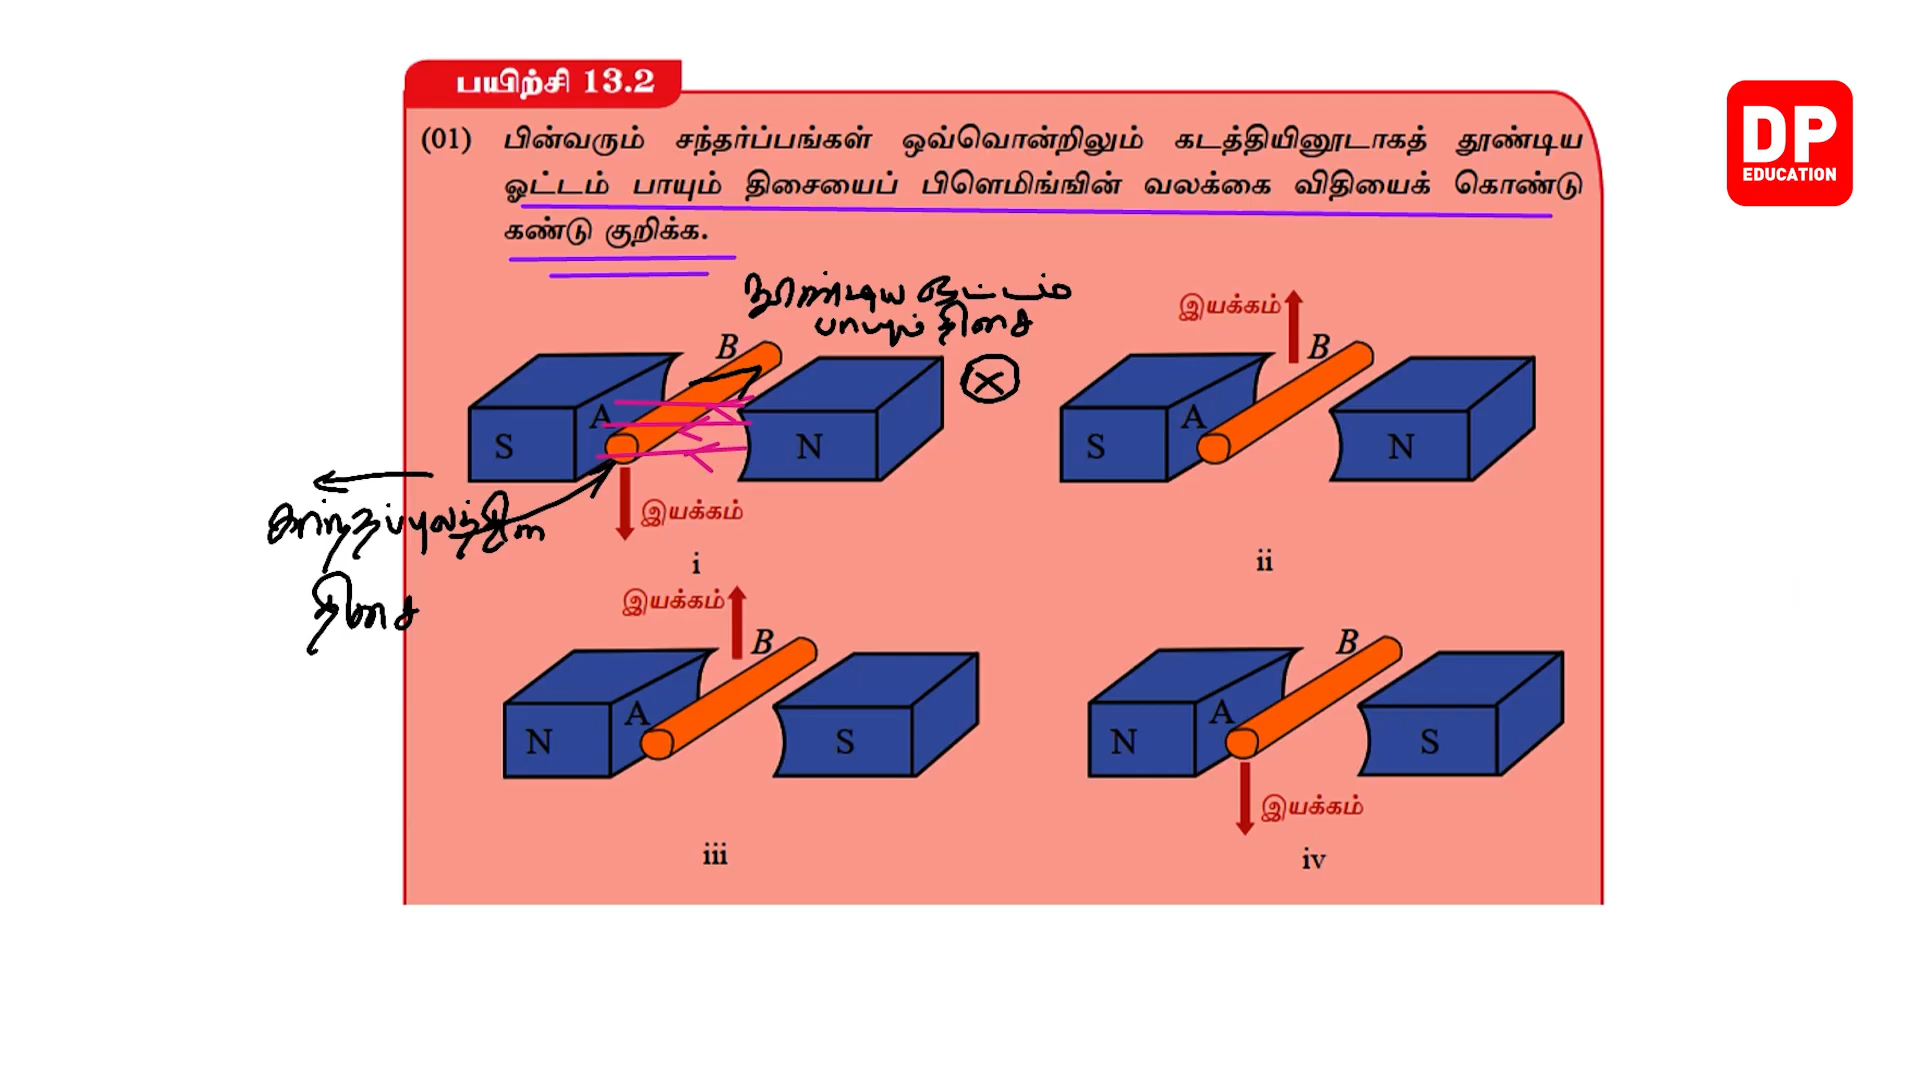 பயிற்சி 13.2
DP
EDUCATION
(01) பின்வரும் சந்தர்ப்பங்கள் ஒவ்வொன்றிலும் கடத்தியினூடாகத் தூண்டிய
ஓட்டம் பாயும் திசையைப் பிளெமிங்ஙின் வலக்கை விதியைக் கொண்டு
கண்டு குறிக்க.
தூண்டிய ஓட்டம்
பாயும் திசை
இயக்கம்
B
B
A
A
S
N
S
N
இயக்கம்
காந்தப்புலத்தின்
திசை
i
ii
இயக்கம்
B
B
A
A
N
S
N
S
இயக்கம்
iii
iv